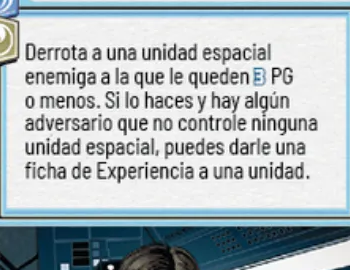 Derrota a una unidad espacial
enemiga a la que le queden 3 PG
o menos. Si lo haces y hay algún
adversario que no controle ninguna
unidad espacial, puedes darle una
ficha de Experiencia a una unidad.